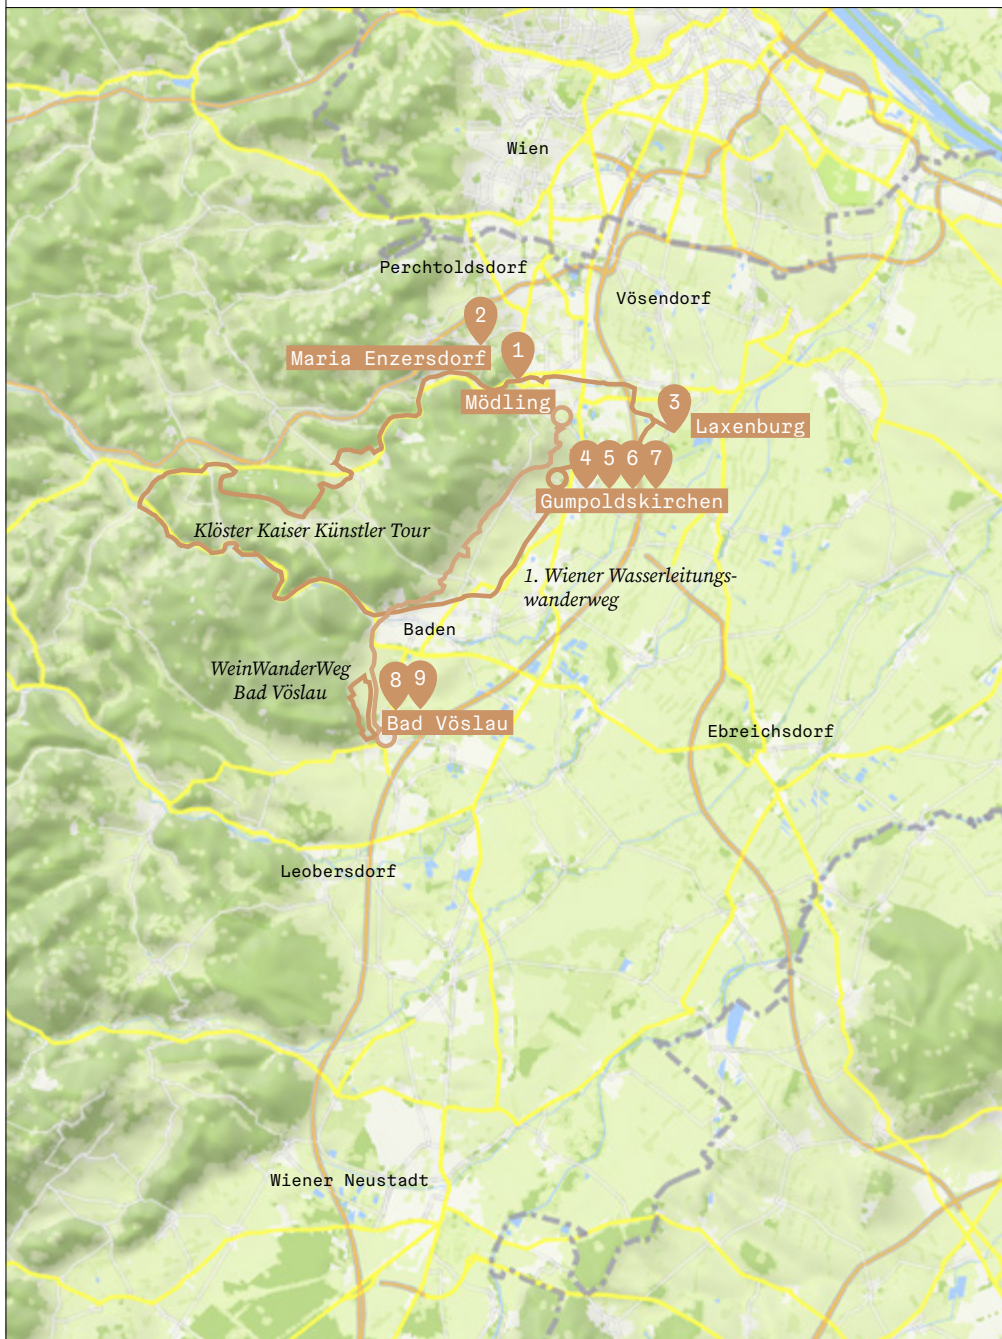 Wien
Perchtoldsdorf
Vösendorf
2
Maria Enzersdorf
1
Mödling
3
Laxenburg
4 5 6 7
Gumpoldskirchen
Klöster Kaiser Künstler Tour
1. Wiener Wasserleitungs-
wanderweg
Baden
WeinWanderWeg
Bad Vöslau
8 9
Bad Vöslau
Ebreichsdorf
Leobersdorf
Wiener Neustadt